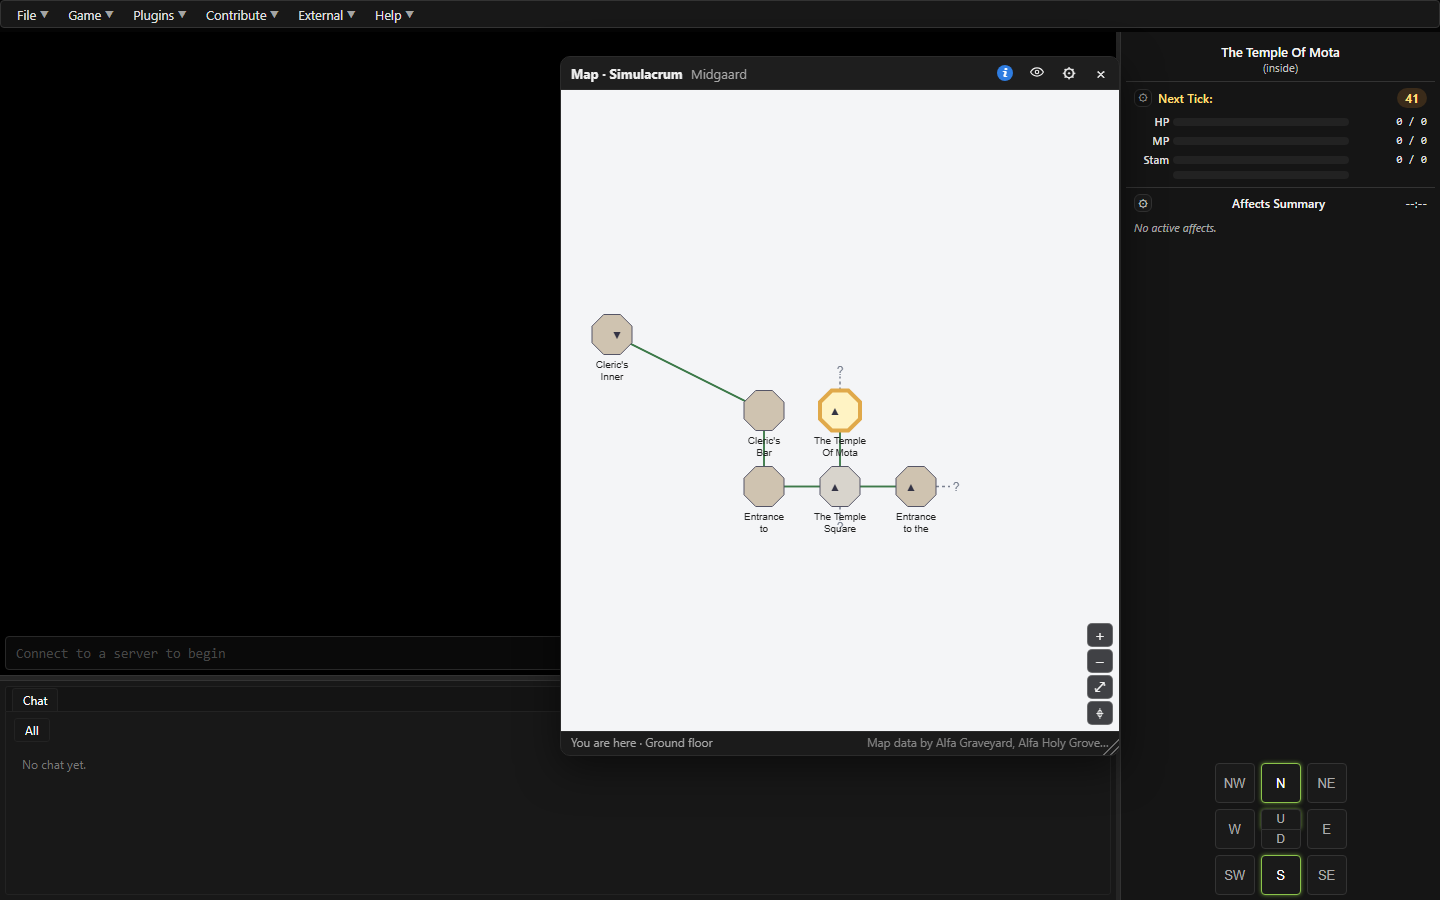 File ▼ Game ▼ Plugins ▼ Contribute ▼ External ▼ Help ▼
Map · Simulacrum Midgaard
i
×
?
Cleric's
Inner
Cleric's
Bar
The Temple
Of Mota
Entrance
to
The Temple
Square
?
Entrance
to the
?
+
–
You are here · Ground floor
Map data by Alfa Graveyard, Alfa Holy Grove...
Connect to a server to begin
Chat
All
No chat yet.
The Temple Of Mota
(inside)
Next Tick: 41
HP 0 / 0
MP 0 / 0
Stam 0 / 0
Affects Summary --:--
No active affects.
NW N NE
W U E
D
SW S SE